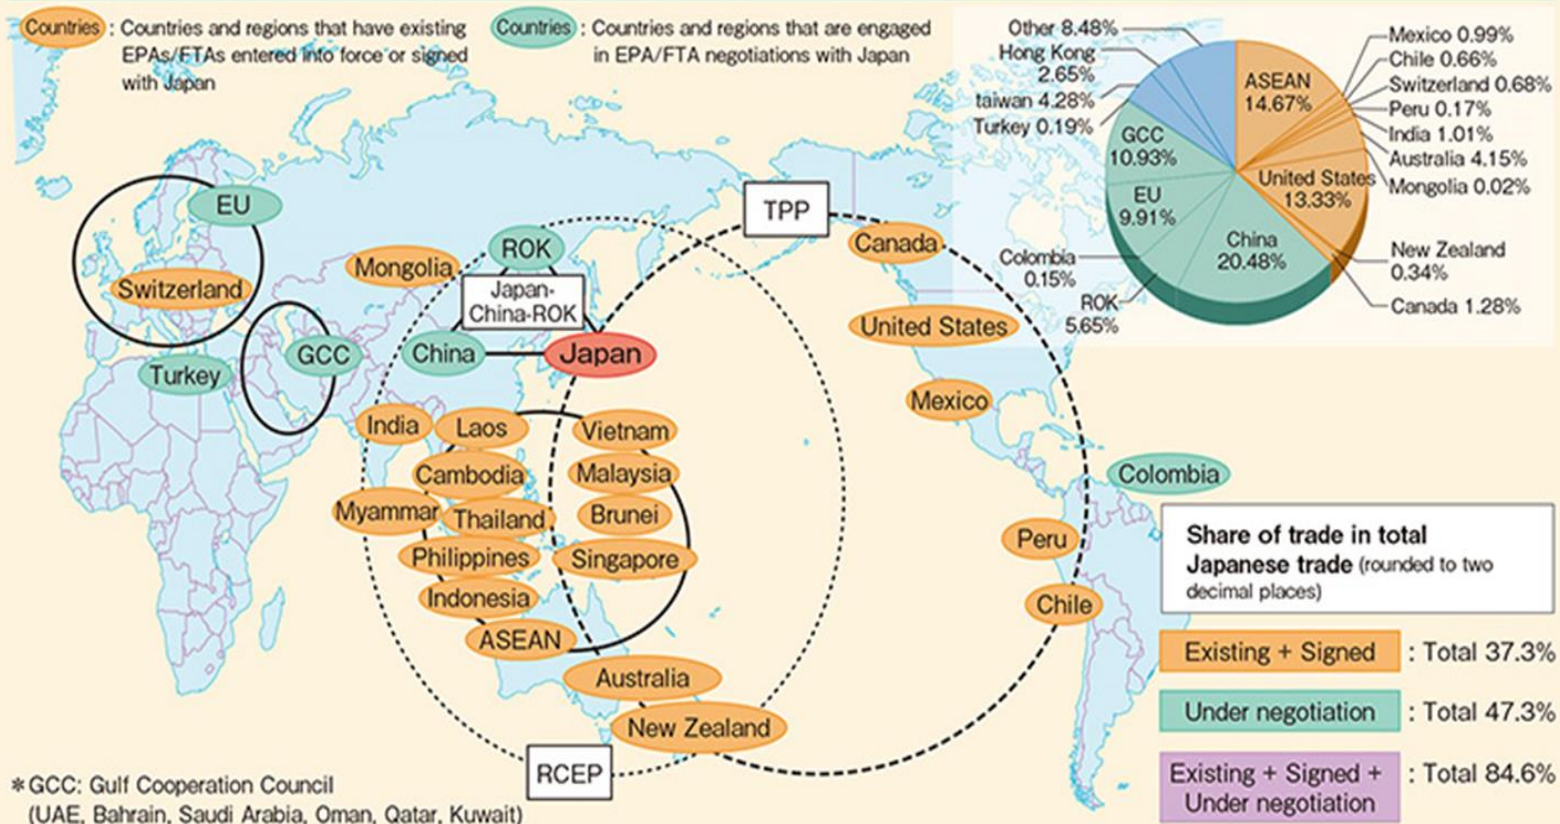 Countries : Countries and regions that have existing
EPAs/FTAs entered into force or signed
with Japan
Countries : Countries and regions that are engaged
in EPA/FTA negotiations with Japan
Other 8.48%
Hong Kong
2.65%
taiwan 4.28%
Turkey 0.19%
GCC
10.93%
EU
9.91%
Colombia
0.15%
ROK
5.65%
China
20.48%
ASEAN
14.67%
United States
13.33%
Mexico 0.99%
Chile 0.66%
Switzerland 0.68%
Peru 0.17%
India 1.01%
Australia 4.15%
Mongolia 0.02%
New Zealand
0.34%
Canada 1.28%
EU
Switzerland
Turkey
GCC
Mongolia
ROK
Japan-
China-ROK
China
Japan
TPP
Canada
United States
Mexico
Colombia
Peru
Chile
India
Laos
Vietnam
Cambodia
Malaysia
Myammar
Thailand
Brunei
Philippines
Singapore
Indonesia
ASEAN
Australia
New Zealand
RCEP
Share of trade in total
Japanese trade (rounded to two
decimal places)
Existing + Signed : Total 37.3%
Under negotiation : Total 47.3%
Existing + Signed + : Total 84.6%
Under negotiation
*GCC: Gulf Cooperation Council
(UAE, Bahrain, Saudi Arabia, Oman, Qatar, Kuwait)